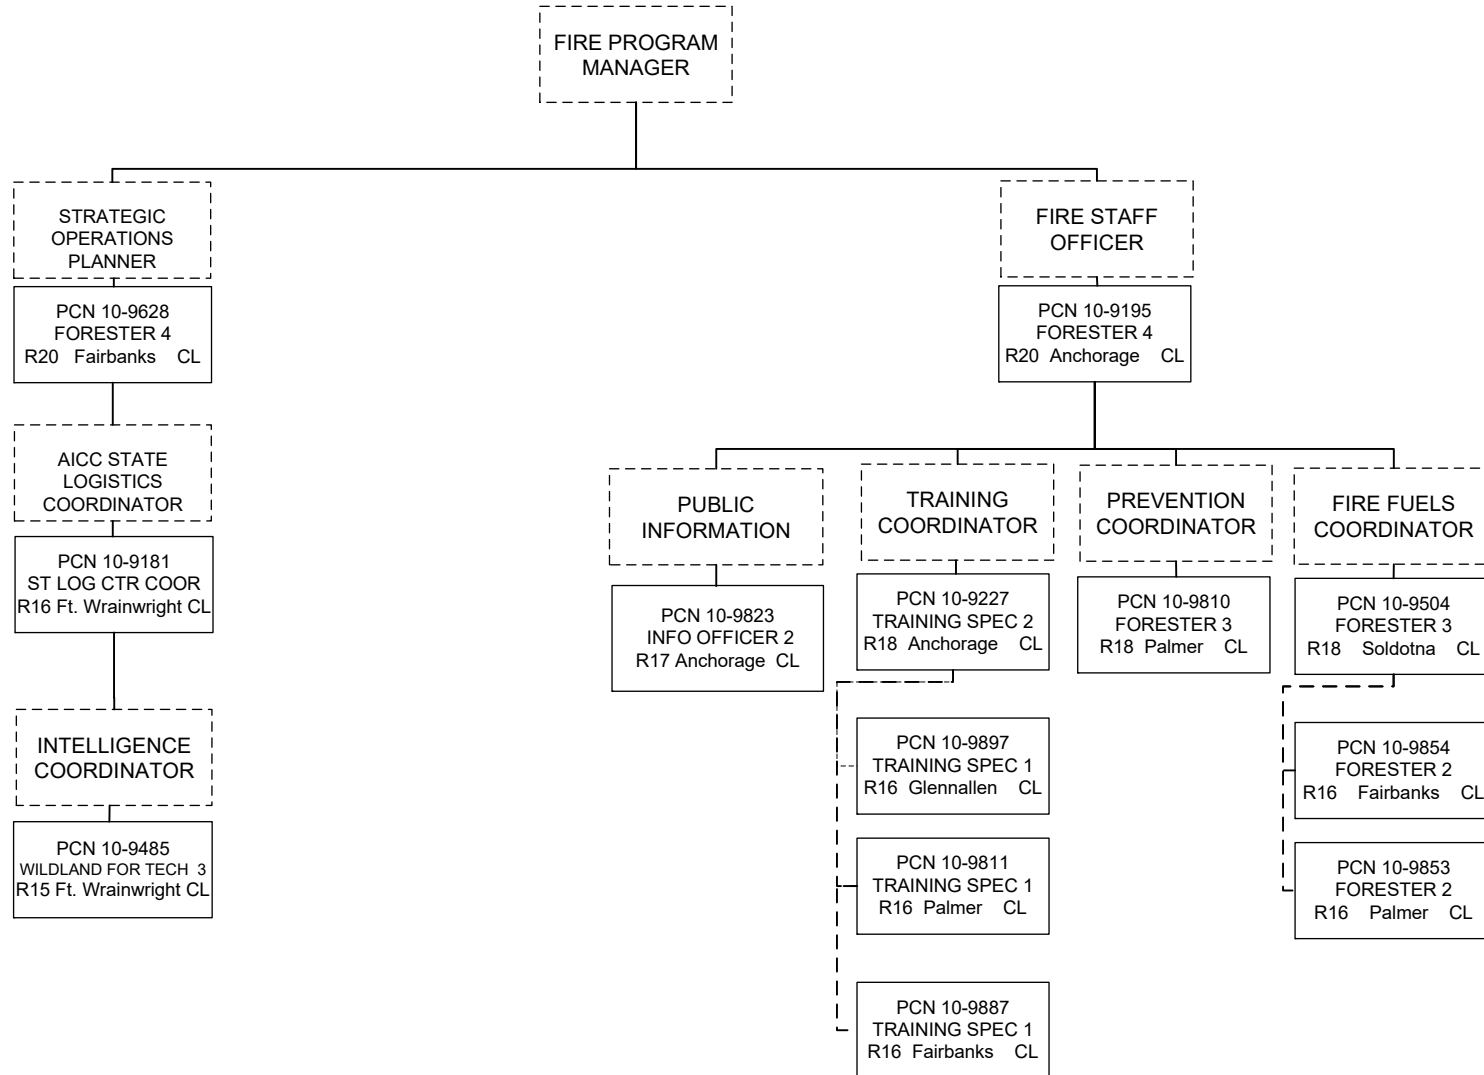 FIRE PROGRAM
MANAGER
STRATEGIC
OPERATIONS
PLANNER
PCN 10-9628
FORESTER 4
R20 Fairbanks CL
AICC STATE
LOGISTICS
COORDINATOR
PCN 10-9181
ST LOG CTR COOR
R16 Ft. Wrainwright CL
INTELLIGENCE
COORDINATOR
PCN 10-9485
WILDLAND FOR TECH 3
R15 Ft. Wrainwright CL
FIRE STAFF
OFFICER
PCN 10-9195
FORESTER 4
R20 Anchorage CL
PUBLIC
INFORMATION
PCN 10-9823
INFO OFFICER 2
R17 Anchorage CL
TRAINING
COORDINATOR
PCN 10-9227
TRAINING SPEC 2
R18 Anchorage CL
PCN 10-9897
TRAINING SPEC 1
R16 Glennallen CL
PCN 10-9811
TRAINING SPEC 1
R16 Palmer CL
PCN 10-9887
TRAINING SPEC 1
R16 Fairbanks CL
PREVENTION
COORDINATOR
PCN 10-9810
FORESTER 3
R18 Palmer CL
FIRE FUELS
COORDINATOR
PCN 10-9504
FORESTER 3
R18 Soldotna CL
PCN 10-9854
FORESTER 2
R16 Fairbanks CL
PCN 10-9853
FORESTER 2
R16 Palmer CL